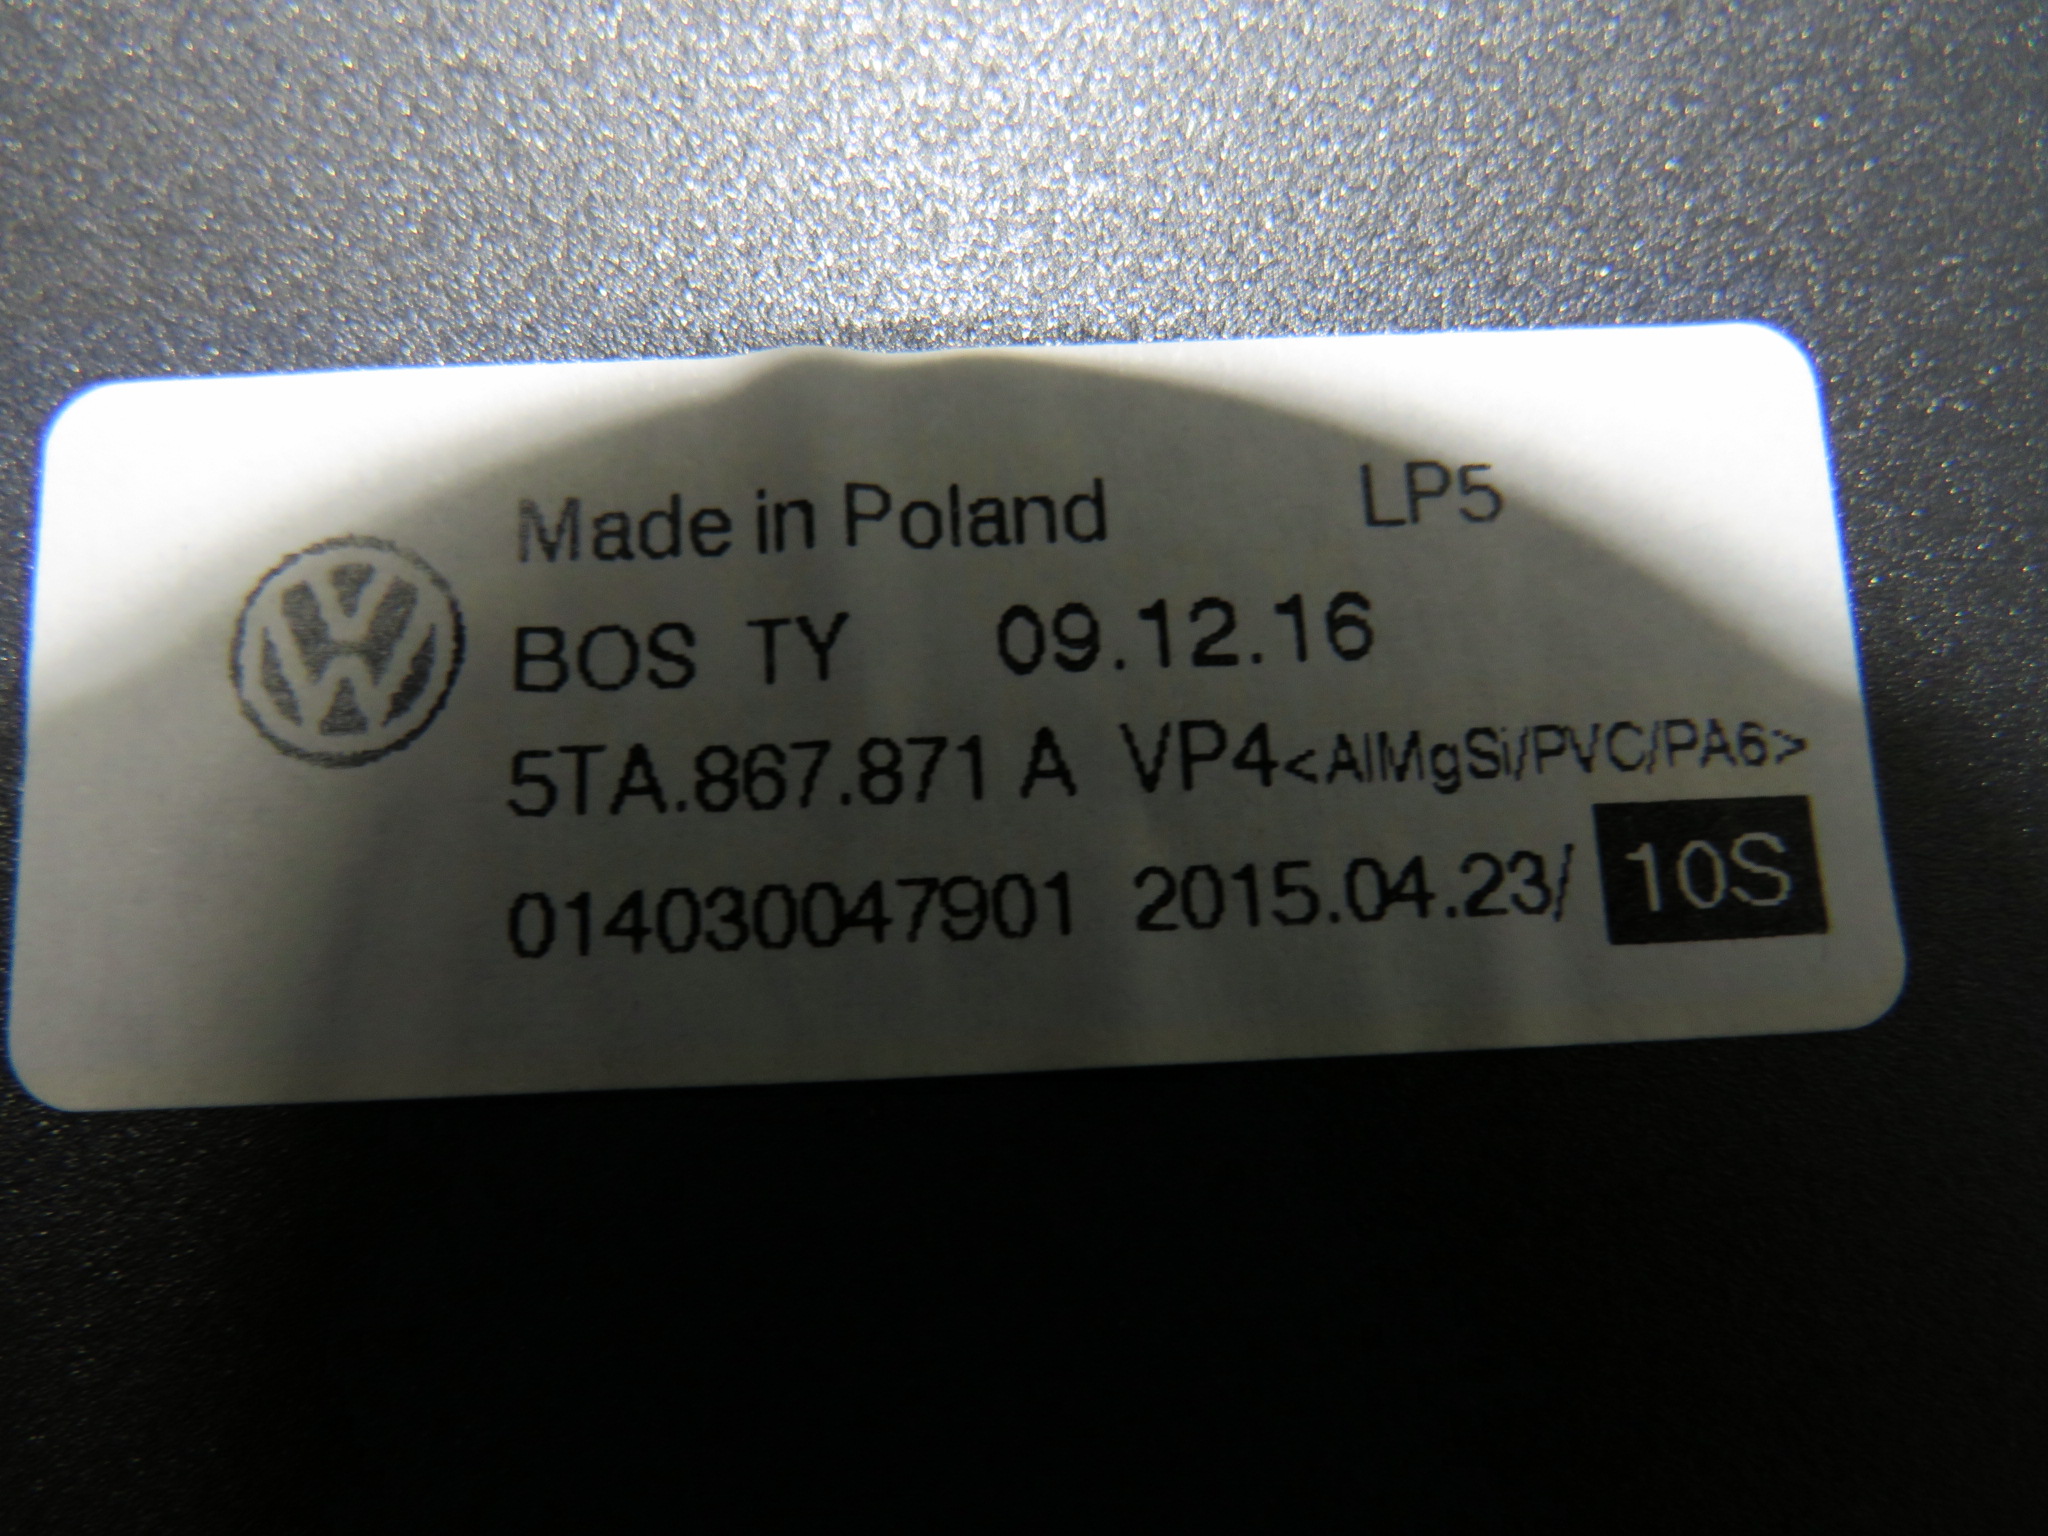 Made in Poland LP5
BOS TY 09.12.16
5TA.867.871 A VP4<AlMgSi/PVC/PA6>
014030047901 2015.04.23/ 10S